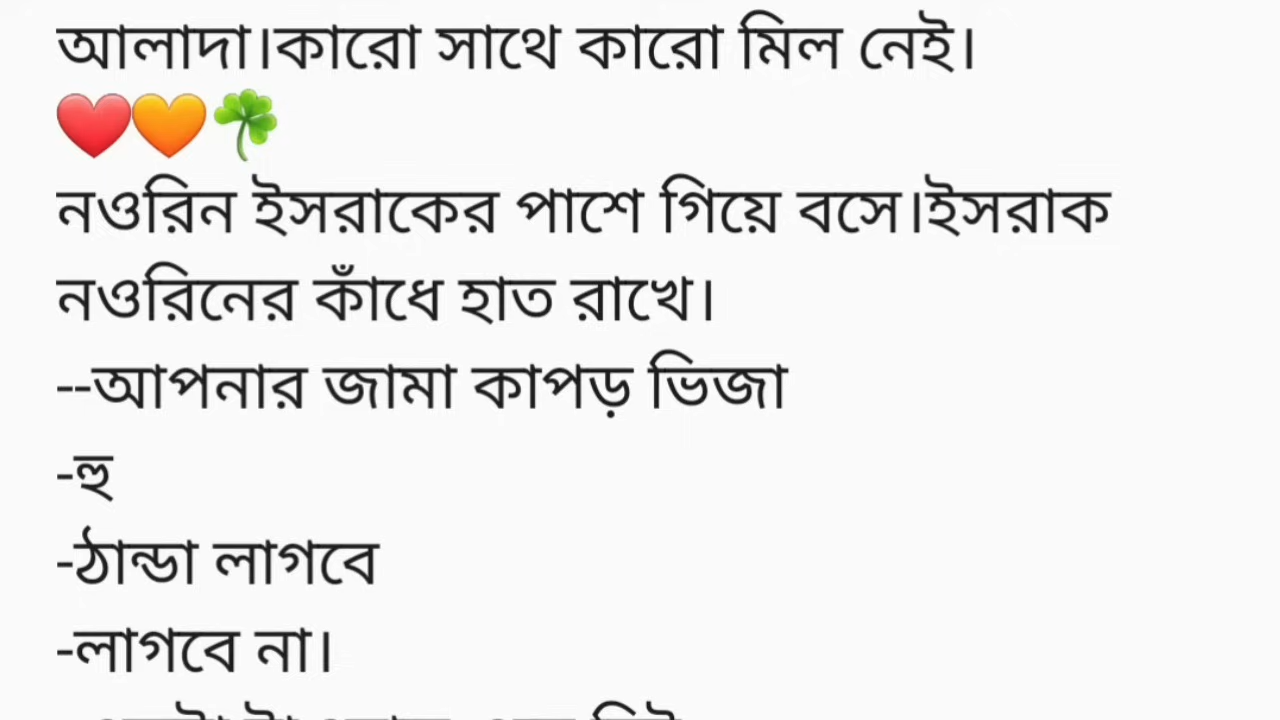 আলাদা।কারো সাথে কারো মিল নেই।
❤️🧡☘️
নওরিন ইসরাকের পাশে গিয়ে বসে।ইসরাক
নওরিনের কাঁধে হাত রাখে।
--আপনার জামা কাপড় ভিজা
-হু
-ঠান্ডা লাগবে
-লাগবে না।